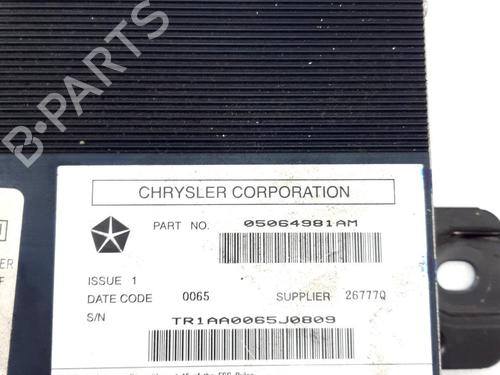 CHRYSLER CORPORATION
PART NO. 05064981AM
ISSUE 1
DATE CODE 0065 SUPPLIER 26777Q
S/N TR1AA0065J0809
B-PARTS